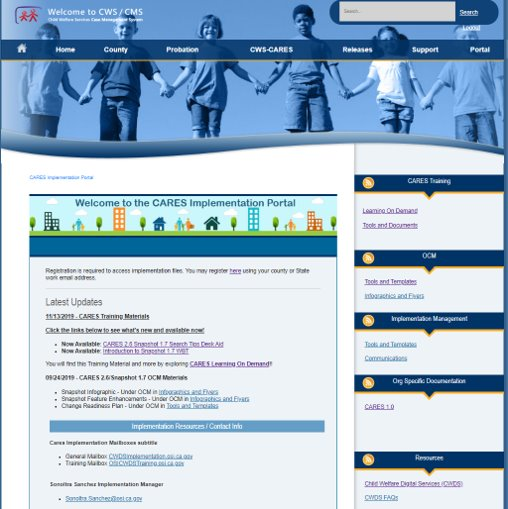 Welcome to CWS / CMS
Child Welfare Services Case Management System
Search...
Search
Logout
Home County Probation CWS-CARES Releases Support Portal
CARES Implementation Portal
Welcome to the CARES Implementation Portal
Registration is required to access implementation files. You may register here using your county or State
work email address.
Latest Updates
11/13/2019 - CARES Training Materials
Click the links below to see what's new and available now!
Now Available: CARES 2.6 Snapshot 1.7 Search Tips Desk Aid
Now Available: Introduction to Snapshot 1.7 WBT
You will find this Training Material and more by exploring CARES Learning On Demand!!
09/24/2019 - CARES 2.6/Snapshot 1.7 OCM Materials
Snapshot Infographic - Under OCM in Infographics and Flyers
Snapshot Feature Enhancements - Under OCM in Infographics and Flyers
Change Readiness Plan - Under OCM in Tools and Templates
Implementation Resources / Contact Info
Cares Implementation Mailboxes subtitle
General Mailbox CWDSImplementation.osi.ca.gov
Training Mailbox OSICWDSTraining.osi.ca.gov
Sonoitra Sanchez Implementation Manager
Sonoitra.Sanchez@osi.ca.gov
CARES Training
Learning On Demand
Tools and Documents
OCM
Tools and Templates
Infographics and Flyers
Implementation Management
Tools and Templates
Communications
Org Specific Documentation
CARES 1.0
Resources
Child Welfare Digital Services (CWDS)
CWDS FAQs